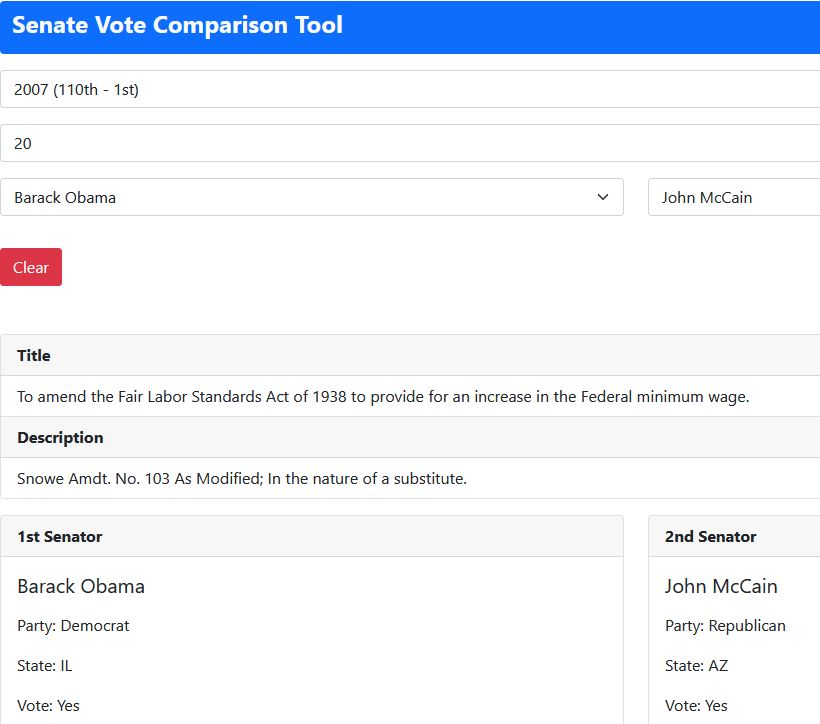 Senate Vote Comparison Tool
2007 (110th - 1st)
20
Barack Obama
John McCain
Clear
Title
To amend the Fair Labor Standards Act of 1938 to provide for an increase in the Federal minimum wage.
Description
Snowe Amdt. No. 103 As Modified; In the nature of a substitute.
1st Senator
Barack Obama
Party: Democrat
State: IL
Vote: Yes
2nd Senator
John McCain
Party: Republican
State: AZ
Vote: Yes